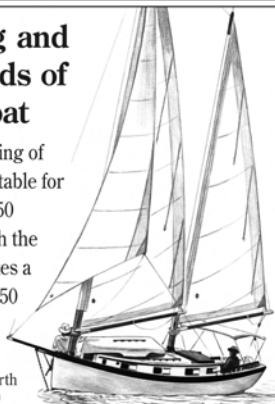 g and
ds of
oat
ing of
table for
50
h the
es a
50
rth